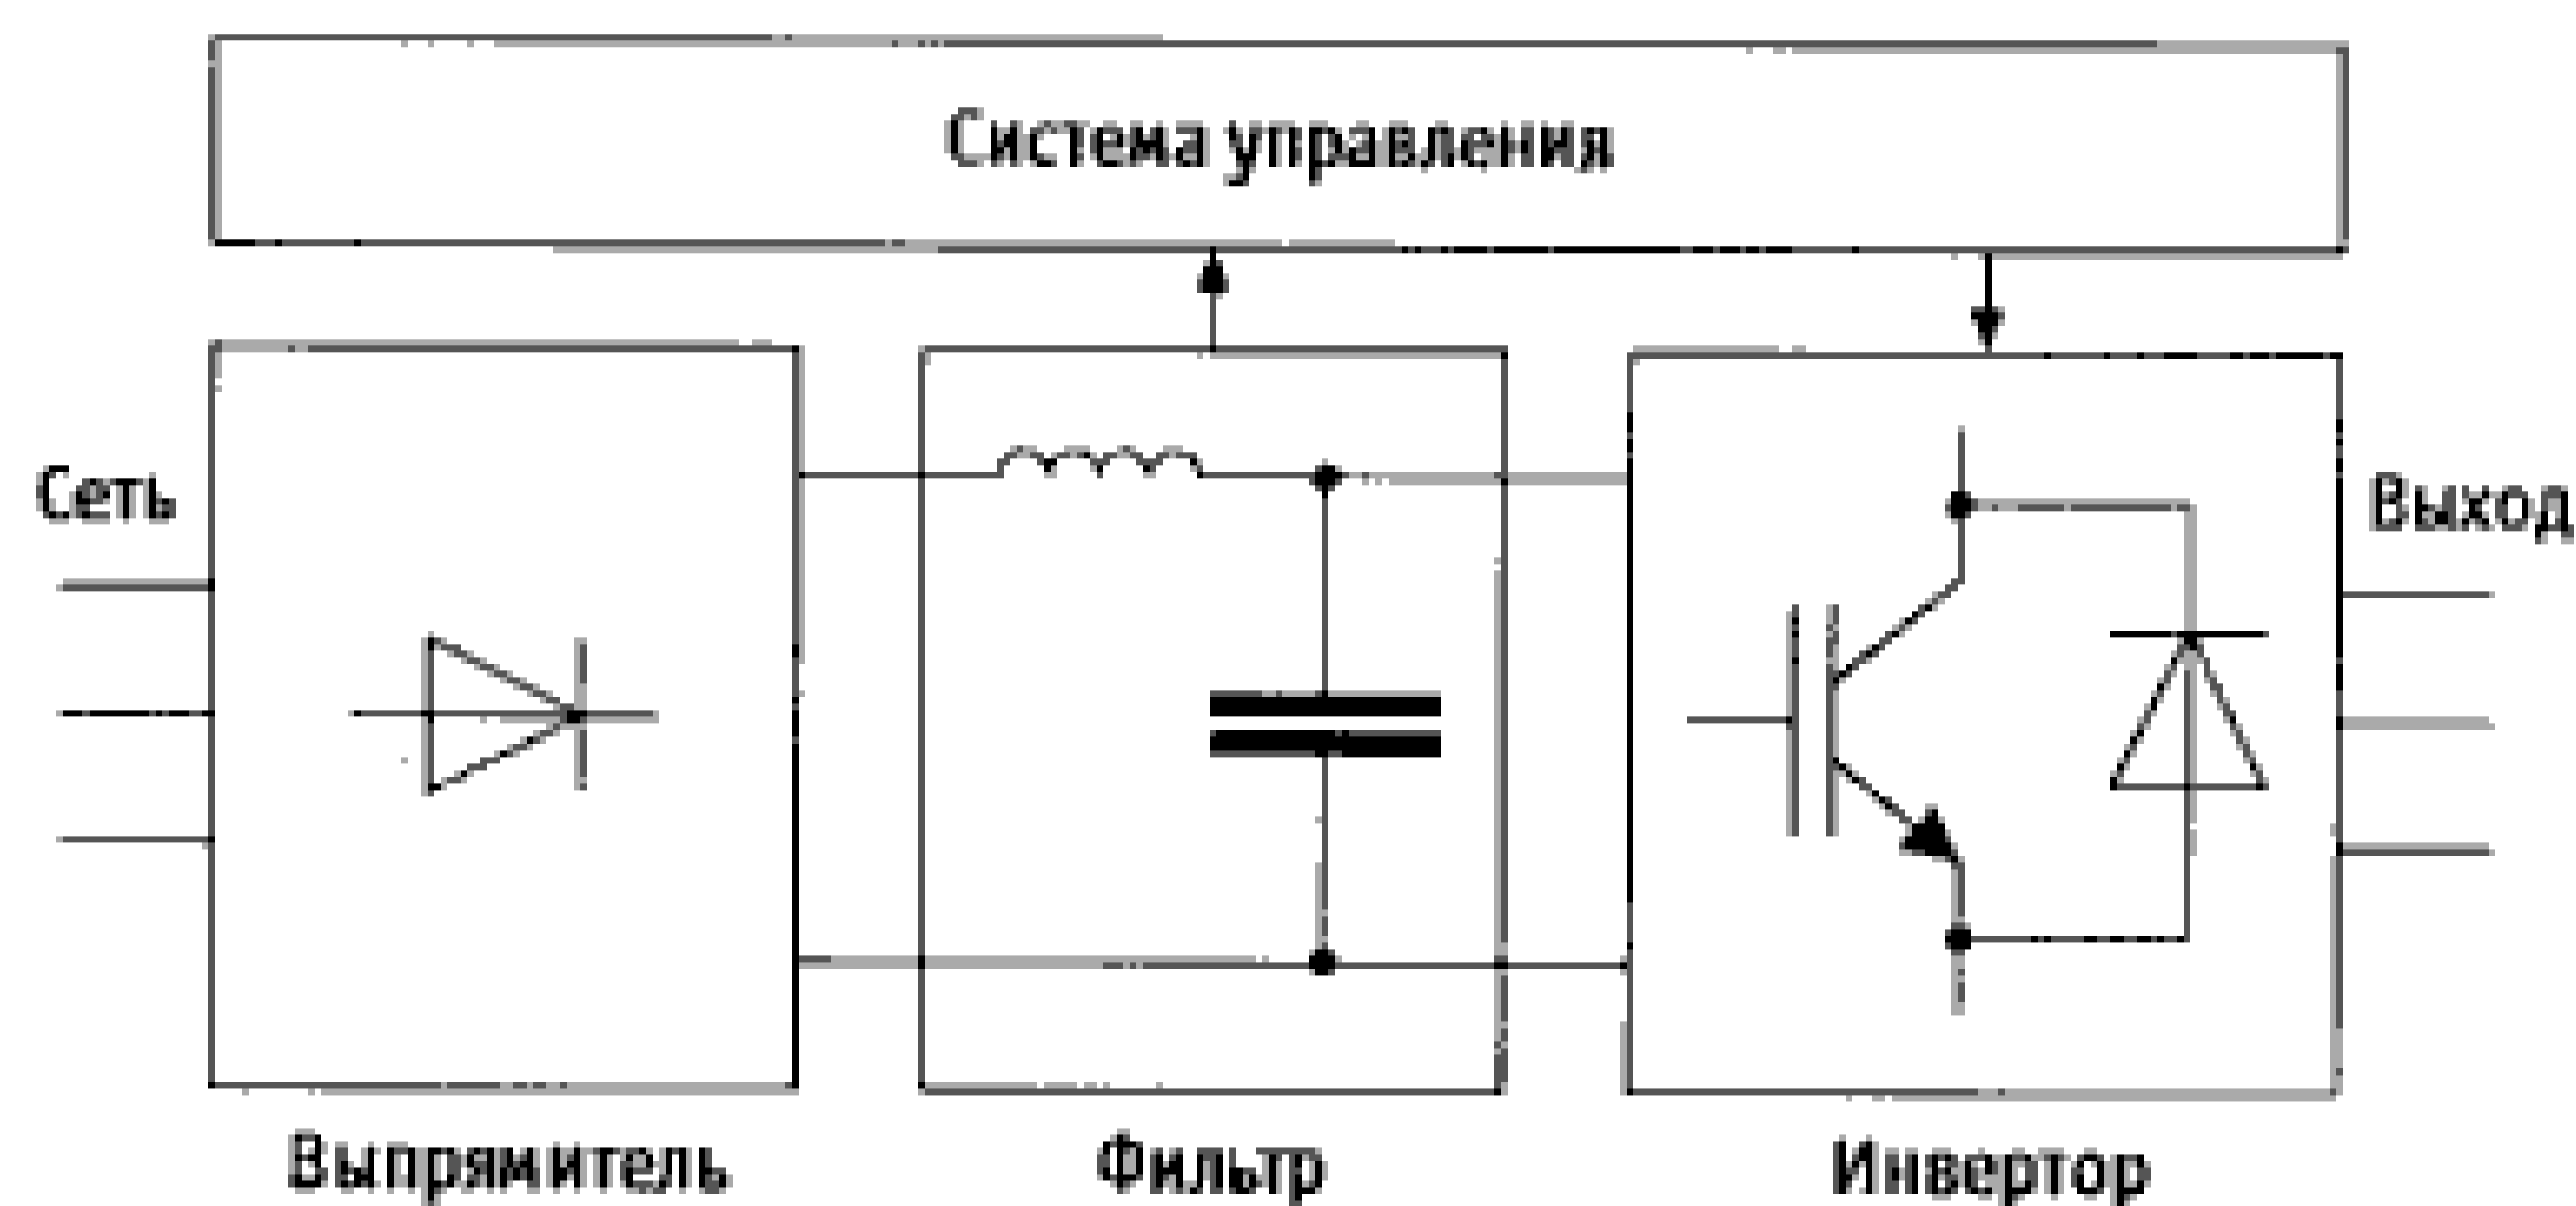 Система управления
Сеть
Выход
Выпрямитель
Фильтр
Инвертор